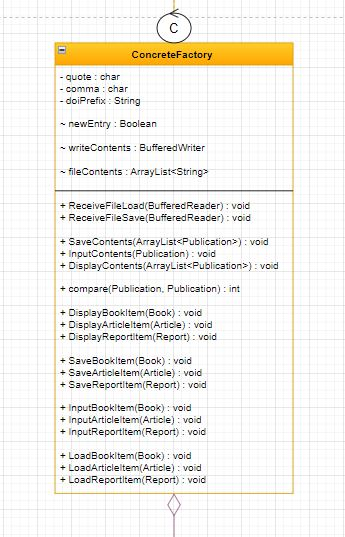 C
ConcreteFactory
- quote : char
- comma : char
- doiPrefix : String
~ newEntry : Boolean
~ writeContents : BufferedWriter
~ fileContents : ArrayList<String>
+ ReceiveFileLoad(BufferedReader) : void
+ ReceiveFileSave(BufferedReader) : void
+ SaveContents(ArrayList<Publication>) : void
+ InputContents(Publication) : void
+ DisplayContents(ArrayList<Publication>) : void
+ compare(Publication, Publication) : int
+ DisplayBookItem(Book) : void
+ DisplayArticleItem(Article) : void
+ DisplayReportItem(Report) : void
+ SaveBookItem(Book) : void
+ SaveArticleItem(Article) : void
+ SaveReportItem(Report) : void
+ InputBookItem(Book) : void
+ InputArticleItem(Article) : void
+ InputReportItem(Report) : void
+ LoadBookItem(Book) : void
+ LoadArticleItem(Article) : void
+ LoadReportItem(Report) : void